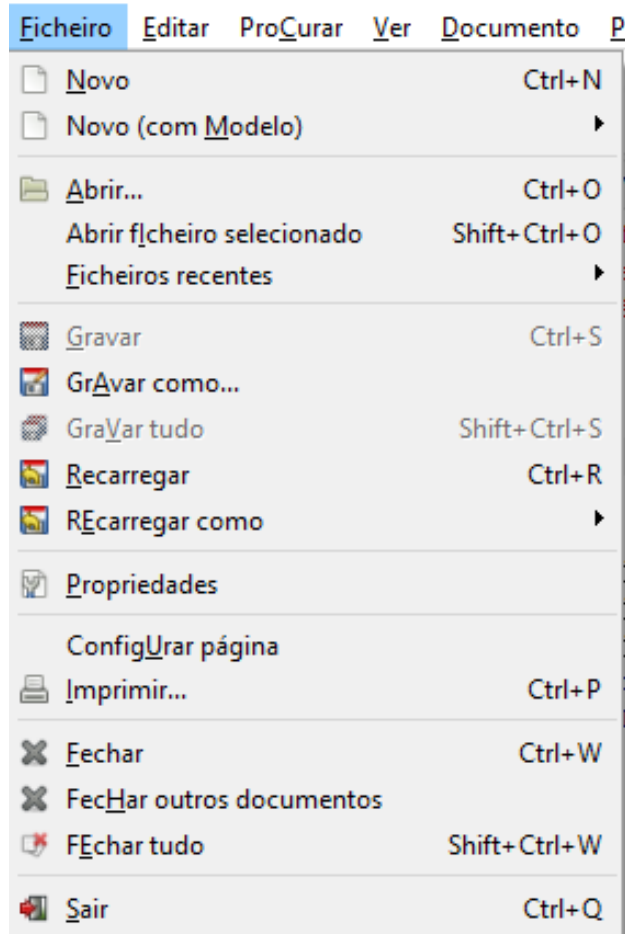 Ficheiro Editar ProCurar Ver Documento P
Novo Ctrl+N
Novo (com Modelo)
Abrir... Ctrl+O
Abrir fIcheiro selecionado Shift+Ctrl+O
Ficheiros recentes
Gravar Ctrl+S
GrAvar como...
GraVar tudo Shift+Ctrl+S
Recarregar Ctrl+R
REcarregar como
Propriedades
ConfigUrar página
Imprimir... Ctrl+P
Fechar Ctrl+W
FecHar outros documentos
FEchar tudo Shift+Ctrl+W
Sair Ctrl+Q